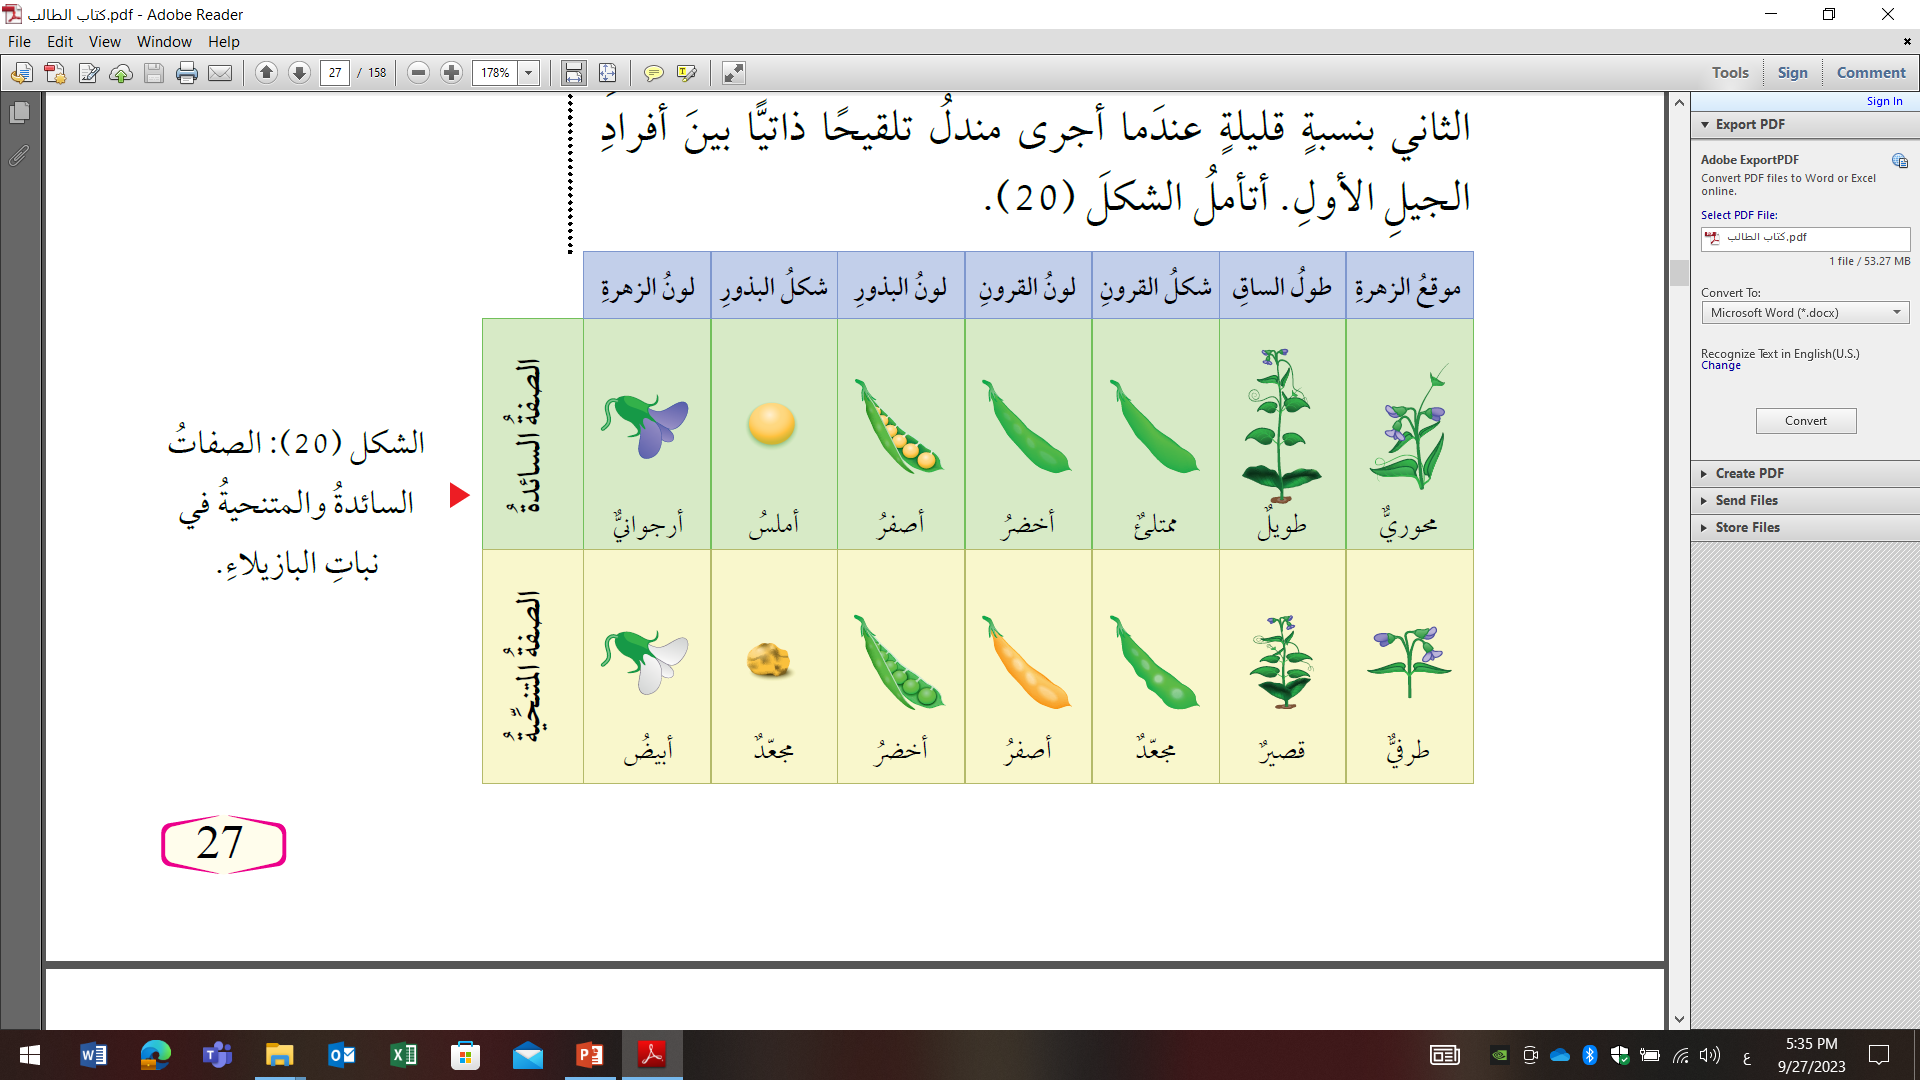 كتاب الطالب.pdf - Adobe Reader
File Edit View Window Help
27 / 158
178%
Tools Sign Comment
Sign In
Export PDF
Adobe ExportPDF
Convert PDF files to Word or Excel online.
Select PDF File:
كتاب الطالب.pdf
1 file / 53.27 MB
Convert To:
Microsoft Word (*.docx)
Recognize Text in English(U.S.)
Change
Convert
Create PDF
Send Files
Store Files
الثاني بنسبةٍ قليلةٍ عندَما أجرى مندلُ تلقيحًا ذاتيًّا بينَ أفرادِ
الجيلِ الأولِ. أتأملُ الشكلَ (20).
موقعُ الزهرةِ طولُ الساقِ شكلُ القرونِ لونُ القرونِ لونُ البذورِ شكلُ البذورِ لونُ الزهرةِ
الصفةُ السائدةُ
محوريٌّ طويلٌ ممتلئٌ أخضرُ أصفرُ أملسُ أرجوانيٌّ
الصفةُ المتنحِّيةُ
طرفيٌّ قصيرٌ مجعّدٌ أصفرُ أخضرُ مجعّدٌ أبيضُ
الشكل (20): الصفاتُ
السائدةُ والمتنحيةُ في
نباتِ البازيلاءِ.
27
ع
5:35 PM
9/27/2023